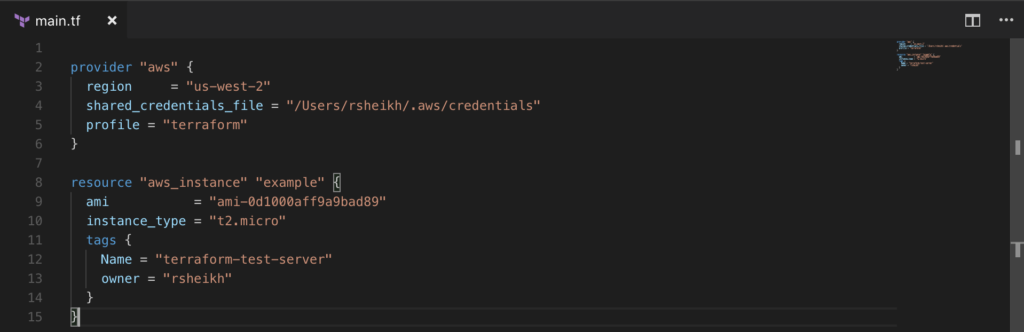 main.tf
1
2 provider "aws" {
3 region     = "us-west-2"
4 shared_credentials_file = "/Users/rsheikh/.aws/credentials"
5 profile = "terraform"
6 }
7
8 resource "aws_instance" "example" {
9 ami           = "ami-0d1000aff9a9bad89"
10 instance_type = "t2.micro"
11 tags {
12 Name = "terraform-test-server"
13 owner = "rsheikh"
14 }
15 }